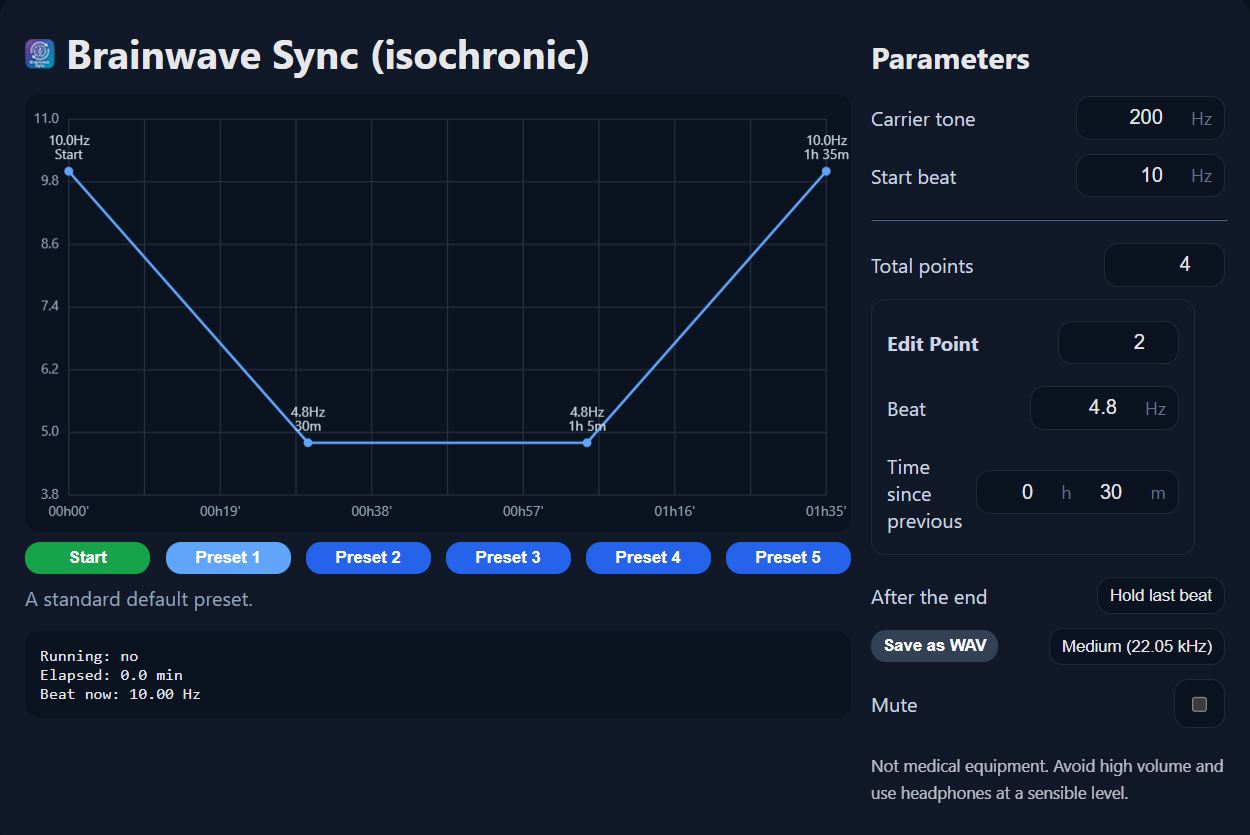 Brainwave Sync (isochronic)
11.0
9.8
8.6
7.4
6.2
5.0
3.8
10.0Hz
Start
4.8Hz
30m
4.8Hz
1h 5m
10.0Hz
1h 35m
00h00'
00h19'
00h38'
00h57'
01h16'
01h35'
Start
Preset 1
Preset 2
Preset 3
Preset 4
Preset 5
A standard default preset.
Running: no
Elapsed: 0.0 min
Beat now: 10.00 Hz
Parameters
Carrier tone 200 Hz
Start beat 10 Hz
Total points 4
Edit Point 2
Beat 4.8 Hz
Time
since
previous
0 h 30 m
After the end Hold last beat
Save as WAV Medium (22.05 kHz)
Mute
Not medical equipment. Avoid high volume and
use headphones at a sensible level.